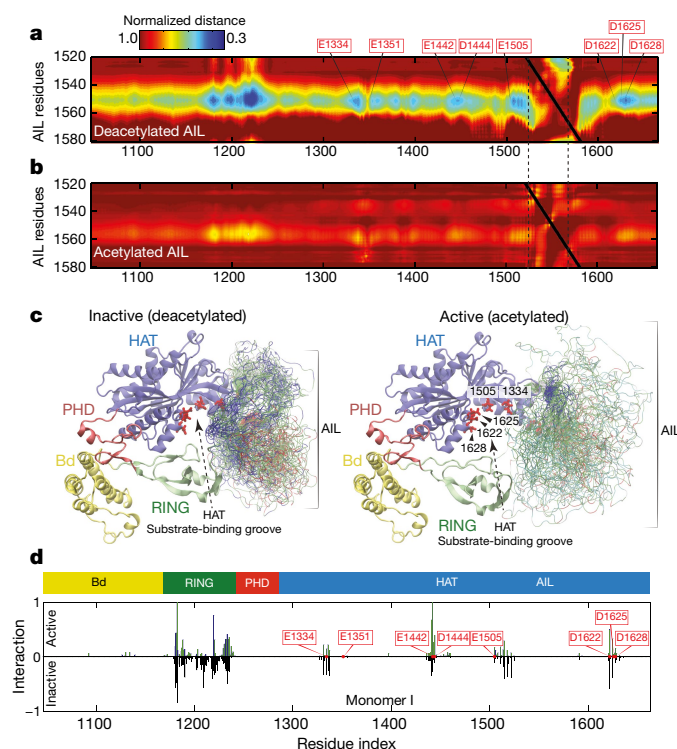 Normalized distance
1.0 0.3
a
E1334 E1351 E1442 D1444 E1505 D1622 D1625 D1628
AIL residues
1520
1560
1580
Deacetylated AIL
1100 1200 1300 1400 1500 1600
b
AIL residues
1520
1540
1560
1580
Acetylated AIL
1100 1200 1300 1400 1500 1600
c
Inactive (deacetylated) Active (acetylated)
HAT HAT
PHD PHD
Bd Bd
RING RING
AIL AIL
1505 1334
1625
1622
1628
HAT HAT
Substrate-binding groove Substrate-binding groove
d
Bd RING PHD HAT AIL
Interaction
1
0
−1
Active
Inactive
E1334 E1351 E1442 D1444 E1505 D1622 D1625 D1628
Monomer I
1100 1200 1300 1400 1500 1600
Residue index